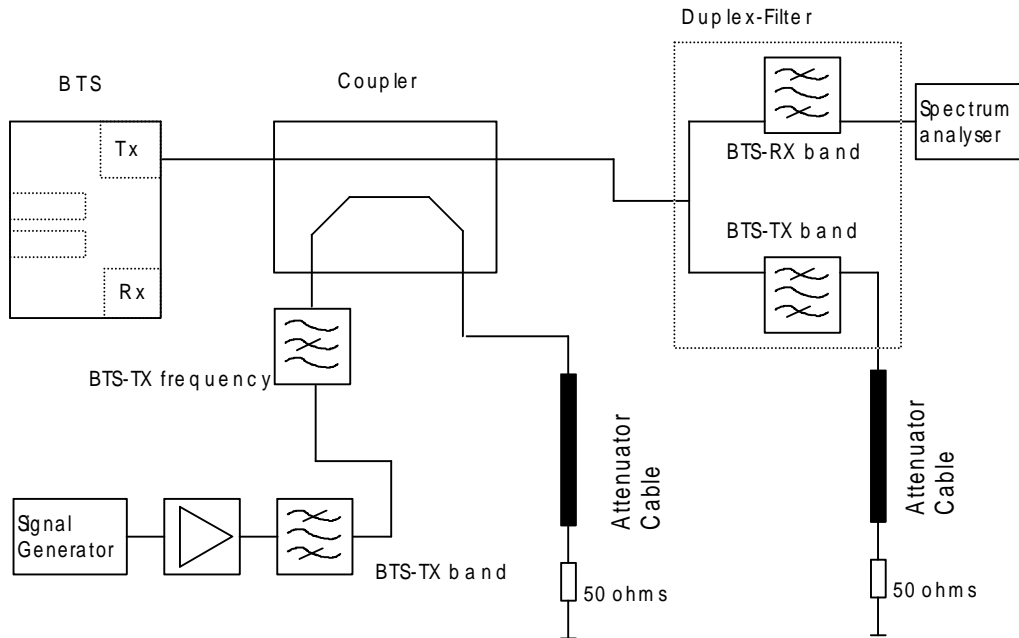 Duplex-Filter
BTS
Coupler
Tx
Spectrum
analyser
BTS-RX band
BTS-TX band
Rx
BTS-TX frequency
Attenuator
Cable
Attenuator
Cable
Signal
Generator
BTS-TX band
50 ohms
50 ohms